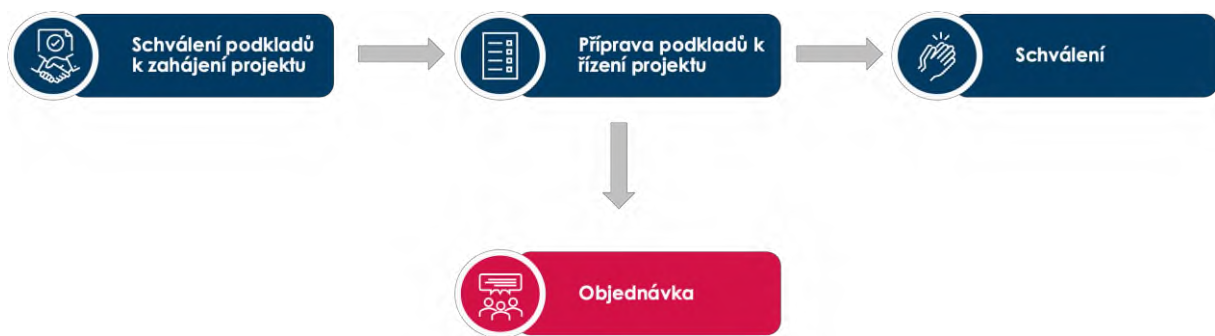 Schválení podkladů
k zahájení projektu
Příprava podkladů k
řízení projektu
Schválení
Objednávka